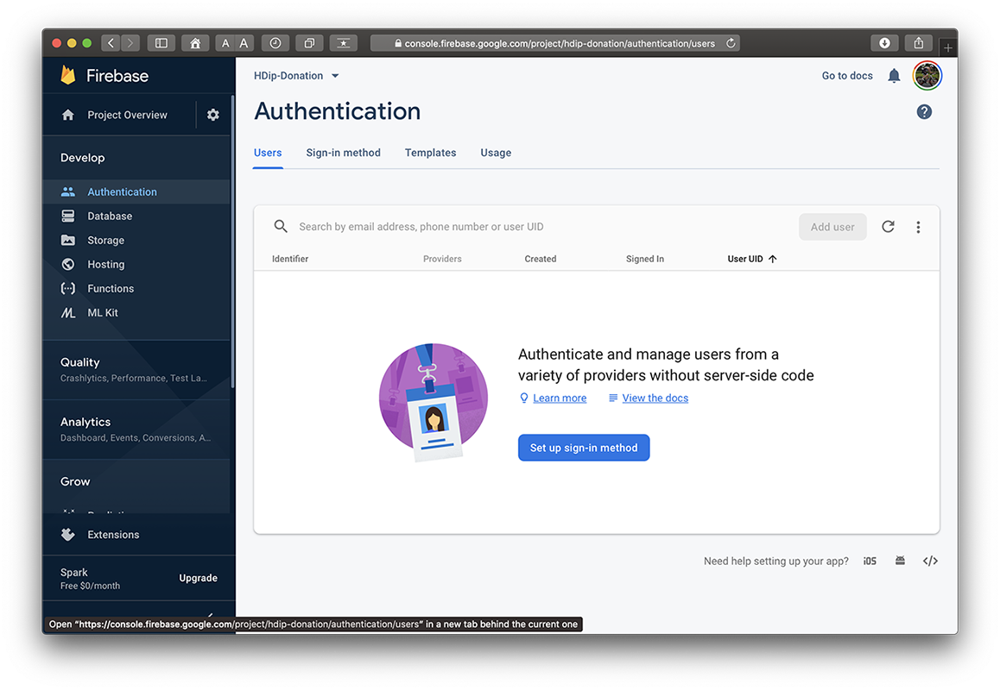 A A
console.firebase.google.com/project/hdip-donation/authentication/users
Firebase
Project Overview
Develop
Authentication
Database
Storage
Hosting
Functions
ML Kit
Quality
Crashlytics, Performance, Test La...
Analytics
Dashboard, Events, Conversions, A...
Grow
Extensions
Spark
Free $0/month
Upgrade
HDip-Donation
Go to docs
Authentication
Users Sign-in method Templates Usage
Search by email address, phone number or user UID
Add user
Identifier Providers Created Signed In User UID
Authenticate and manage users from a
variety of providers without server-side code
Learn more View the docs
Set up sign-in method
Need help setting up your app? iOS
Open “https://console.firebase.google.com/project/hdip-donation/authentication/users” in a new tab behind the current one